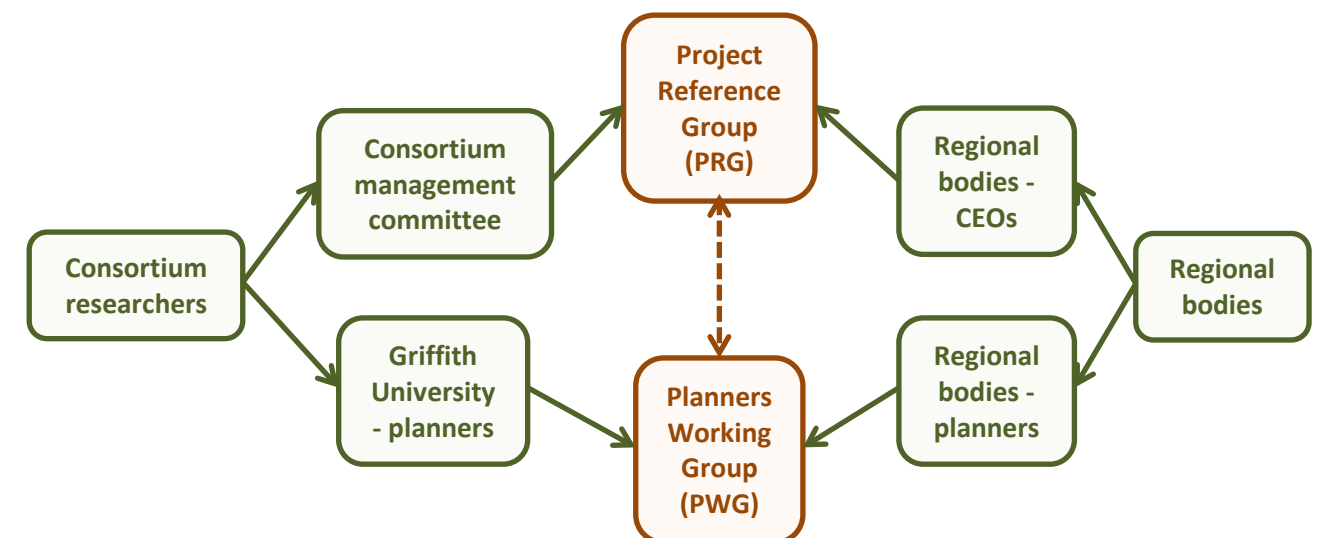 Project
Reference
Group
(PRG)
Consortium
management
committee
Regional
bodies -
CEOs
Consortium
researchers
Regional
bodies
Griffith
University
- planners
Planners
Working
Group
(PWG)
Regional
bodies -
planners